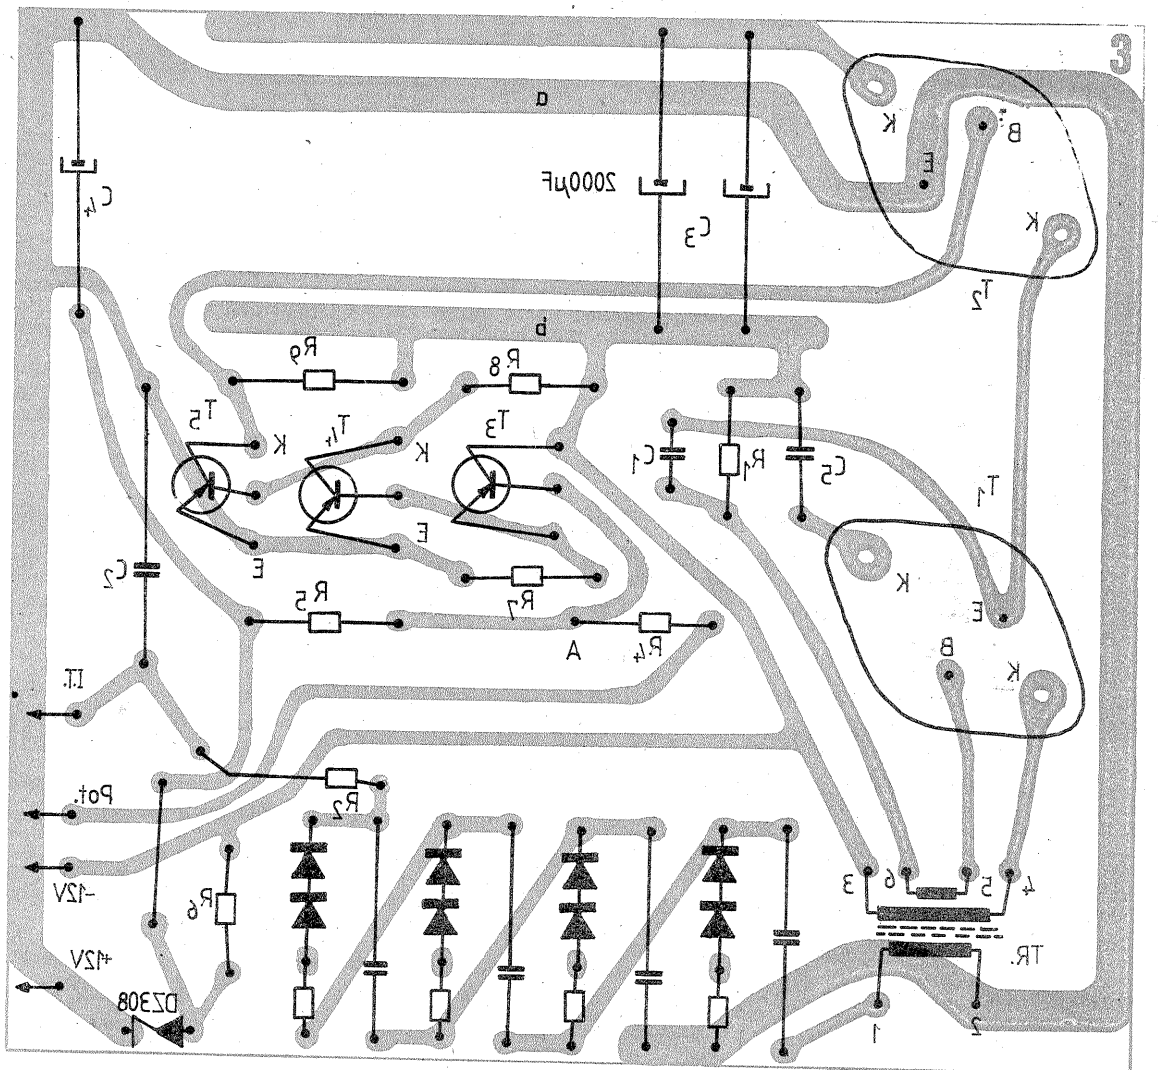 3
a
K
B
E
C4
2000µF
C3
K
T2
b
R9
R8
T5
T4
T3
K
K
C1
R1
C5
T1
E
E
K
C2
R5
R7
E
A
R4
B
K
I.T.
Pot.
R2
-12V
R6
3
6
5
4
+12V
TR.
DZ308
1
2